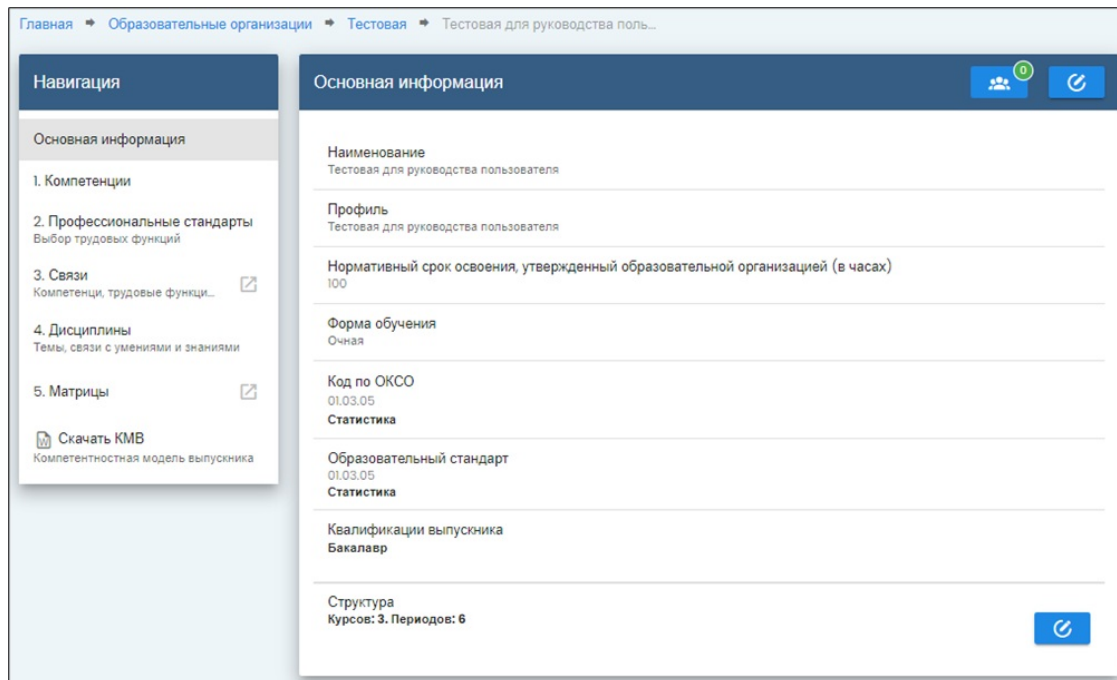 Главная Образовательные организации Тестовая Тестовая для руководства поль...
Навигация
Основная информация
1. Компетенции
2. Профессиональные стандарты
Выбор трудовых функций
3. Связи
Компетенци, трудовые функци...
4. Дисциплины
Темы, связи с умениями и знаниями
5. Матрицы
Скачать КМВ
Компетентностная модель выпускника
Основная информация
0
Наименование
Тестовая для руководства пользователя
Профиль
Тестовая для руководства пользователя
Нормативный срок освоения, утвержденный образовательной организацией (в часах)
100
Форма обучения
Очная
Код по ОКСО
01.03.05
Статистика
Образовательный стандарт
01.03.05
Статистика
Квалификации выпускника
Бакалавр
Структура
Курсов: 3. Периодов: 6